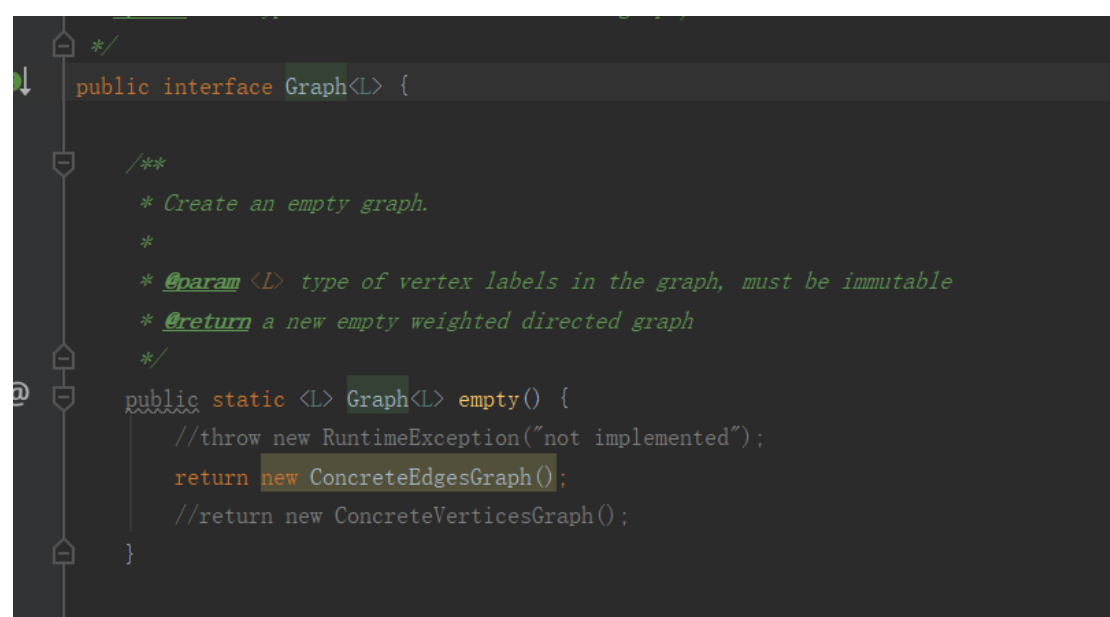 */
public interface Graph<L> {
/**
* Create an empty graph.
*
* @param <L> type of vertex labels in the graph, must be immutable
* @return a new empty weighted directed graph
*/
@
public static <L> Graph<L> empty() {
//throw new RuntimeException("not implemented");
return new ConcreteEdgesGraph();
//return new ConcreteVerticesGraph();
}